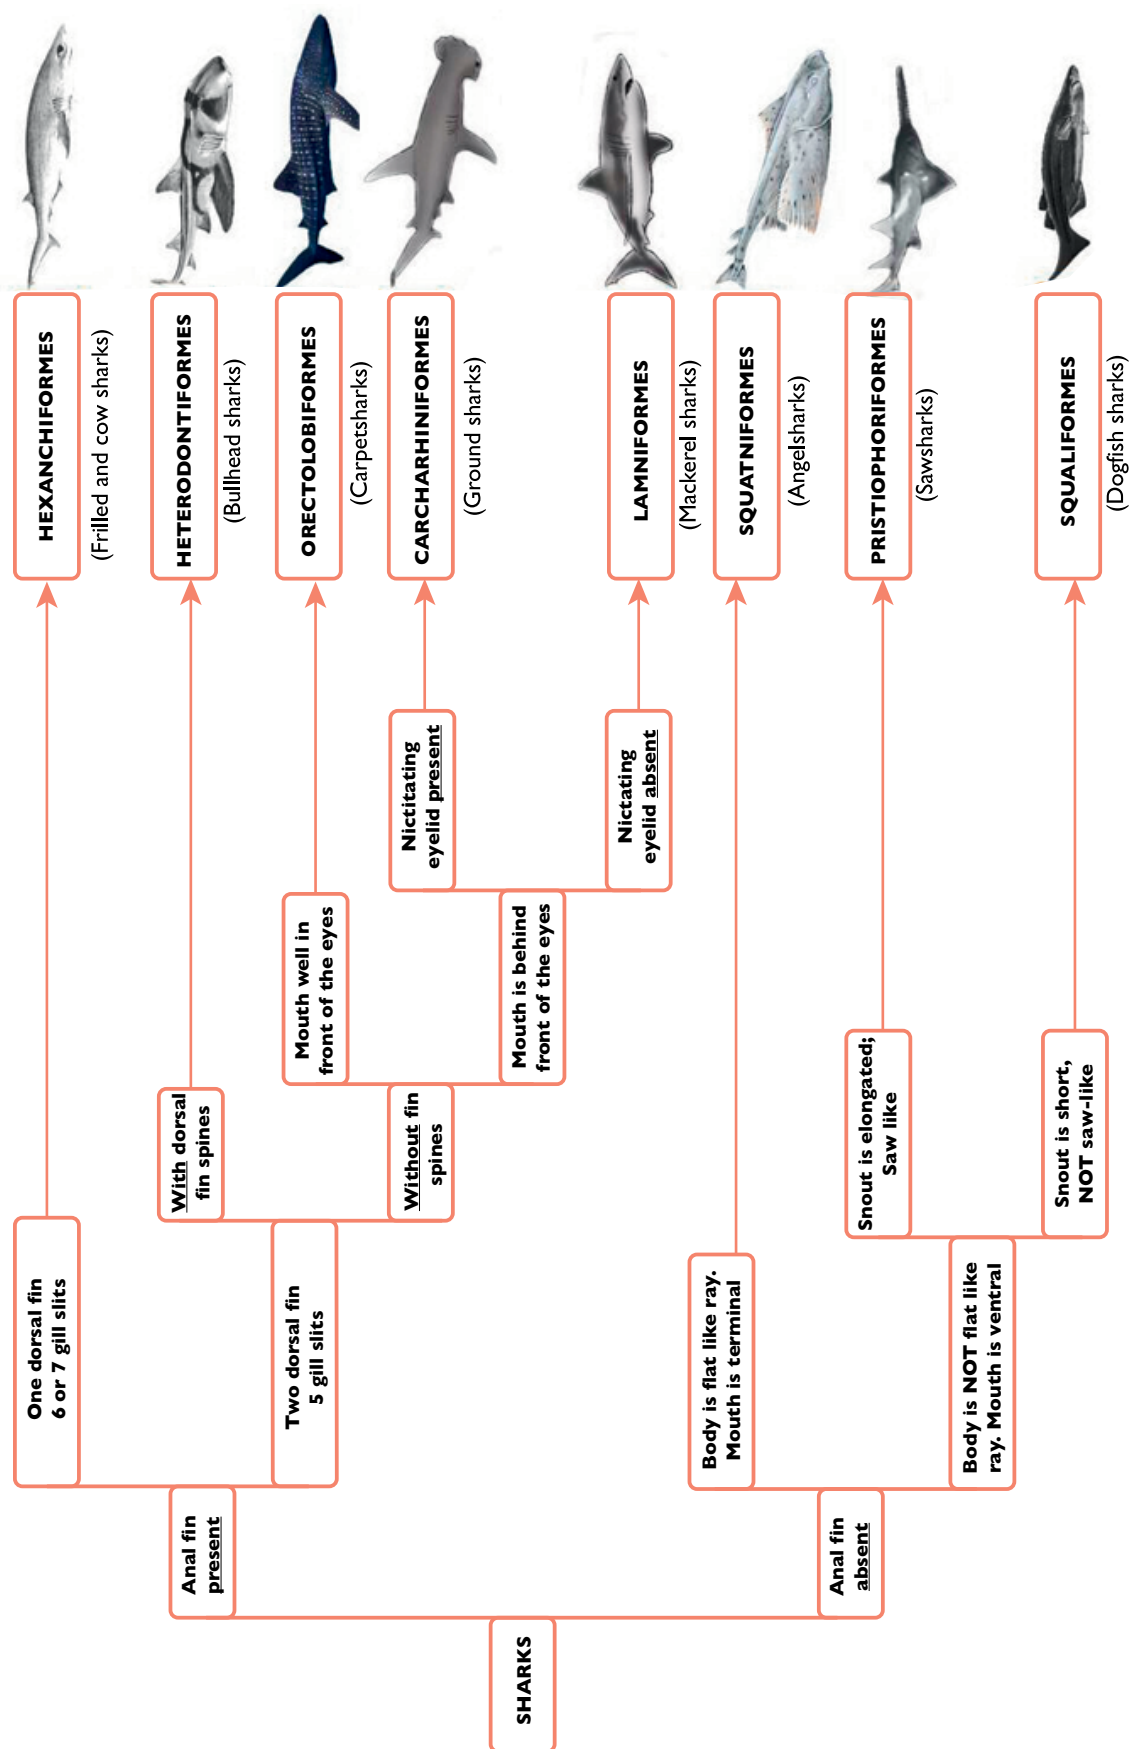 SHARKS
Anal fin
present
Anal fin
absent
One dorsal fin
6 or 7 gill slits
Two dorsal fin
5 gill slits
Body is flat like ray.
Mouth is terminal
Body is NOT flat like
ray. Mouth is ventral
With dorsal
fin spines
Without fin
spines
Snout is elongated;
Saw like
Snout is short,
NOT saw-like
Mouth well in
front of the eyes
Mouth is behind
front of the eyes
Nictitating
eyelid present
Nictating
eyelid absent
HEXANCHIFORMES
(Frilled and cow sharks)
HETERODONTIFORMES
(Bullhead sharks)
ORECTOLOBIFORMES
(Carpetsharks)
CARCHARHINIFORMES
(Ground sharks)
LAMNIFORMES
(Mackerel sharks)
SQUATNIFORMES
(Angelsharks)
PRISTIOPHORIFORMES
(Sawsharks)
SQUALIFORMES
(Dogfish sharks)